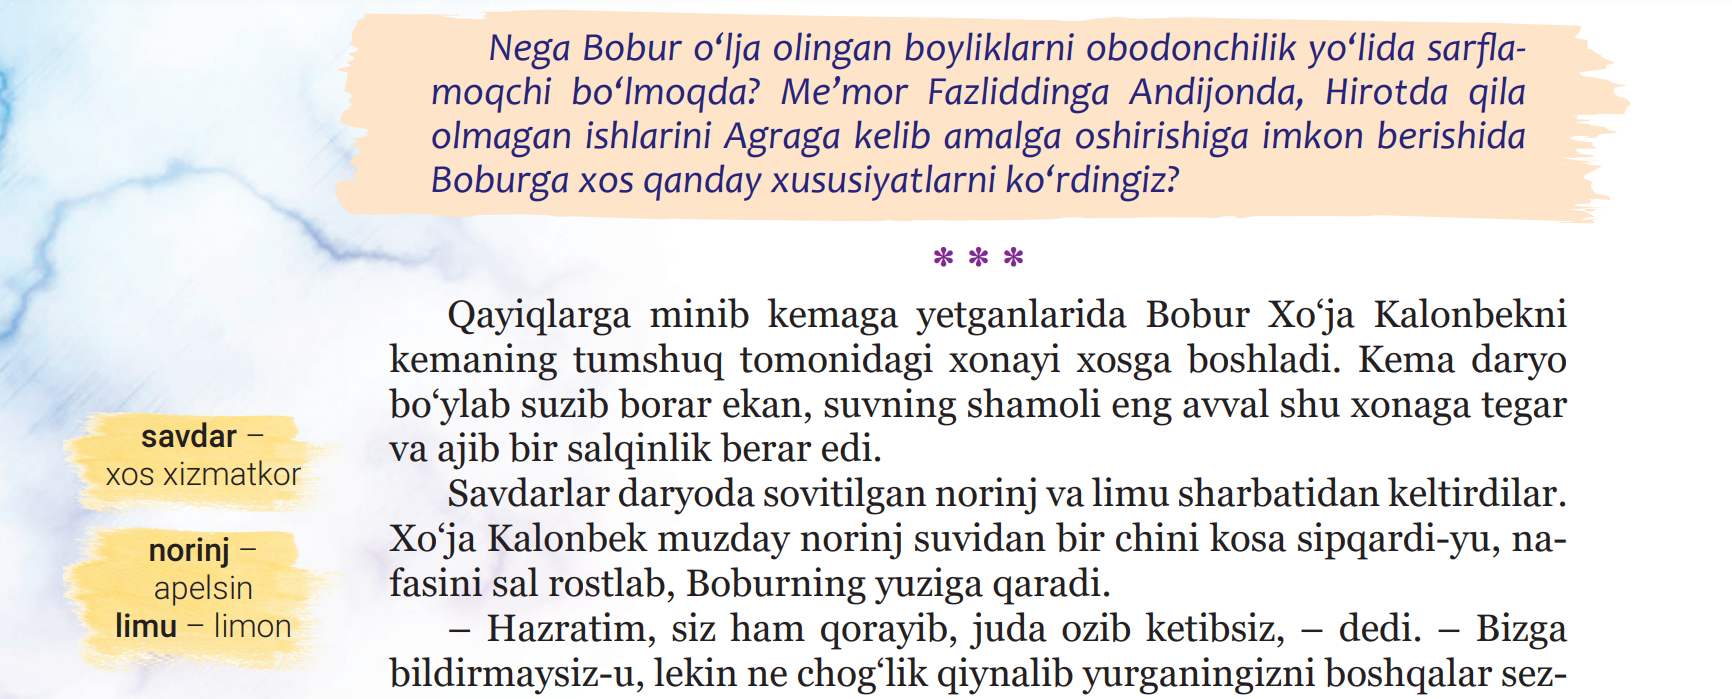 Nega Bobur o‘lja olingan boyliklarni obodonchilik yo‘lida sarfla-
moqchi bo‘lmoqda? Me’mor Fazliddinga Andijonda, Hirotda qila
olmagan ishlarini Agraga kelib amalga oshirishiga imkon berishida
Boburga xos qanday xususiyatlarni ko‘rdingiz?
* * *
Qayiqlarga minib kemaga yetganlarida Bobur Xo‘ja Kalonbekni
kemaning tumshuq tomonidagi xonayi xosga boshladi. Kema daryo
bo‘ylab suzib borar ekan, suvning shamoli eng avval shu xonaga tegar
va ajib bir salqinlik berar edi.
savdar –
xos xizmatkor
Savdarlar daryoda sovitilgan norinj va limu sharbatidan keltirdilar.
Xo‘ja Kalonbek muzday norinj suvidan bir chini kosa sipqardi-yu, na-
fasini sal rostlab, Boburning yuziga qaradi.
norinj –
apelsin
limu – limon
– Hazratim, siz ham qorayib, juda ozib ketibsiz, – dedi. – Bizga
bildirmaysiz-u, lekin ne chog‘lik qiynalib yurganingizni boshqalar sez-